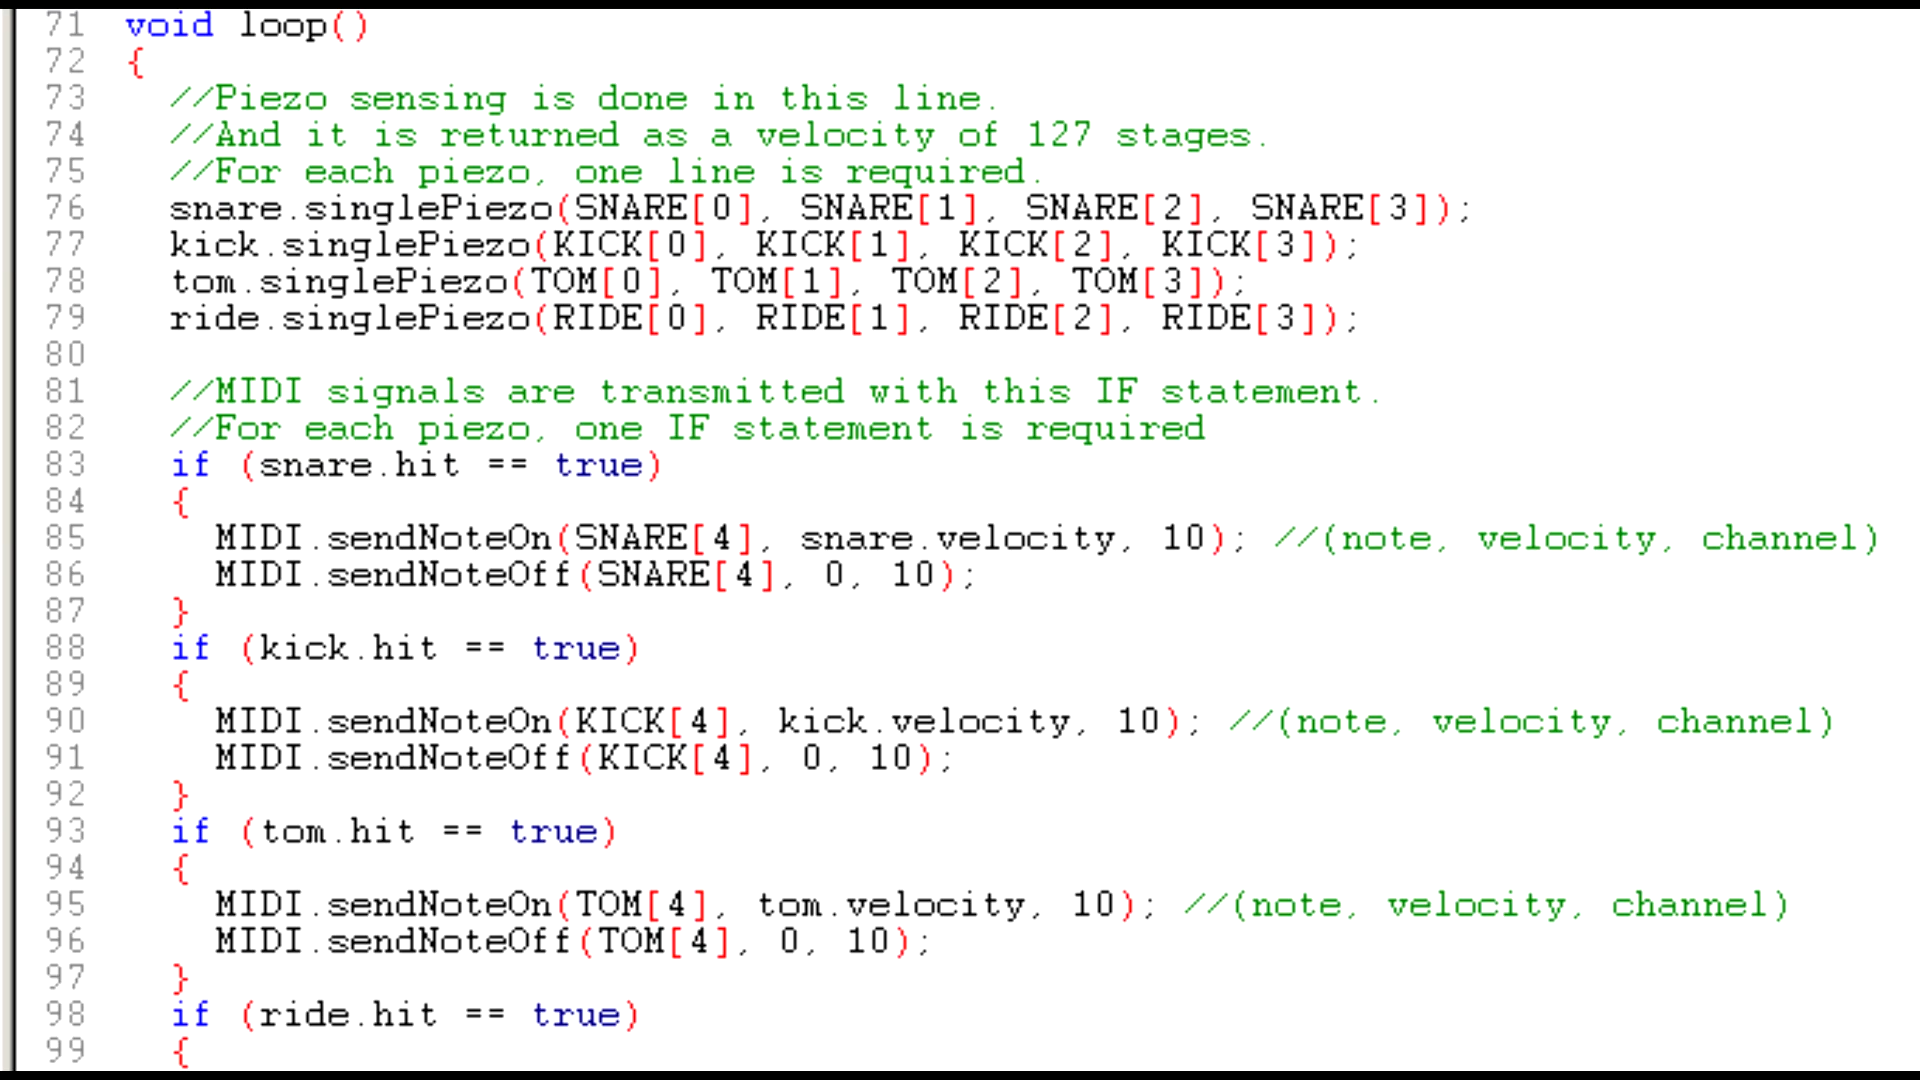 71 void loop()
72 {
73 //Piezo sensing is done in this line.
74 //And it is returned as a velocity of 127 stages.
75 //For each piezo, one line is required.
76 snare.singlePiezo(SNARE[0], SNARE[1], SNARE[2], SNARE[3]);
77 kick.singlePiezo(KICK[0], KICK[1], KICK[2], KICK[3]);
78 tom.singlePiezo(TOM[0], TOM[1], TOM[2], TOM[3]);
79 ride.singlePiezo(RIDE[0], RIDE[1], RIDE[2], RIDE[3]);
80
81 //MIDI signals are transmitted with this IF statement.
82 //For each piezo, one IF statement is required
83 if (snare.hit == true)
84 {
85 MIDI.sendNoteOn(SNARE[4], snare.velocity, 10); //(note, velocity, channel)
86 MIDI.sendNoteOff(SNARE[4], 0, 10);
87 }
88 if (kick.hit == true)
89 {
90 MIDI.sendNoteOn(KICK[4], kick.velocity, 10); //(note, velocity, channel)
91 MIDI.sendNoteOff(KICK[4], 0, 10);
92 }
93 if (tom.hit == true)
94 {
95 MIDI.sendNoteOn(TOM[4], tom.velocity, 10); //(note, velocity, channel)
96 MIDI.sendNoteOff(TOM[4], 0, 10);
97 }
98 if (ride.hit == true)
99 {